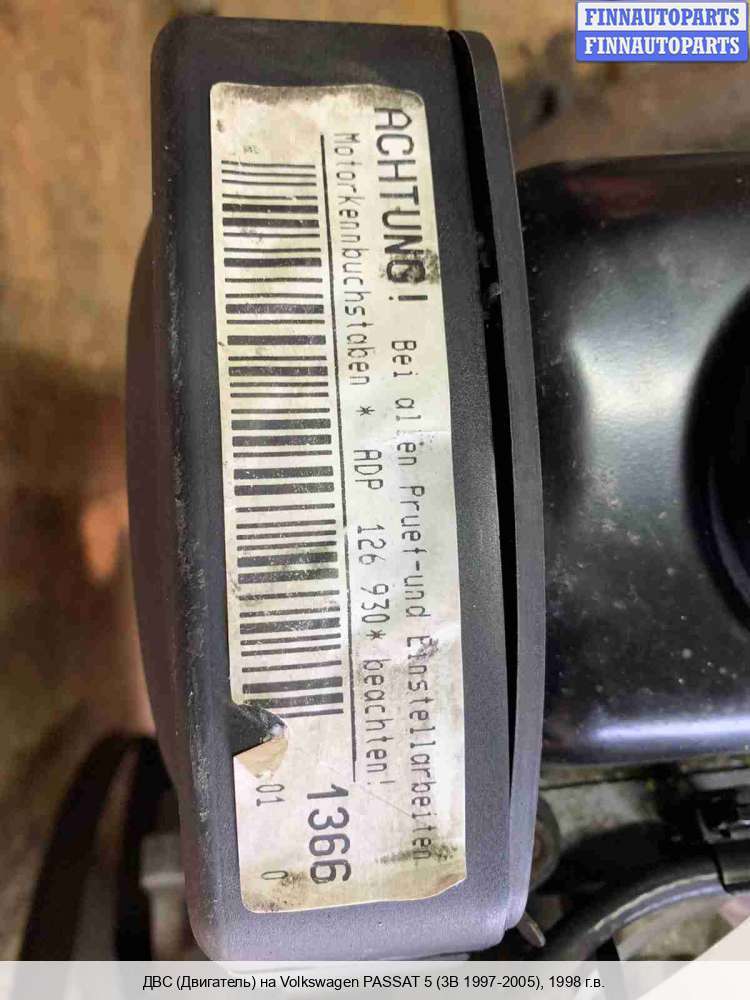 FINNAUTOPARTS
FINNAUTOPARTS
ACHTUNG! Bei allen Pruef-und Einstellarbeiten
Motorkennbuchstaben * ADP 126 930* beachten!
1366
01 0
ДВС (Двигатель) на Volkswagen PASSAT 5 (3B 1997-2005), 1998 г.в.